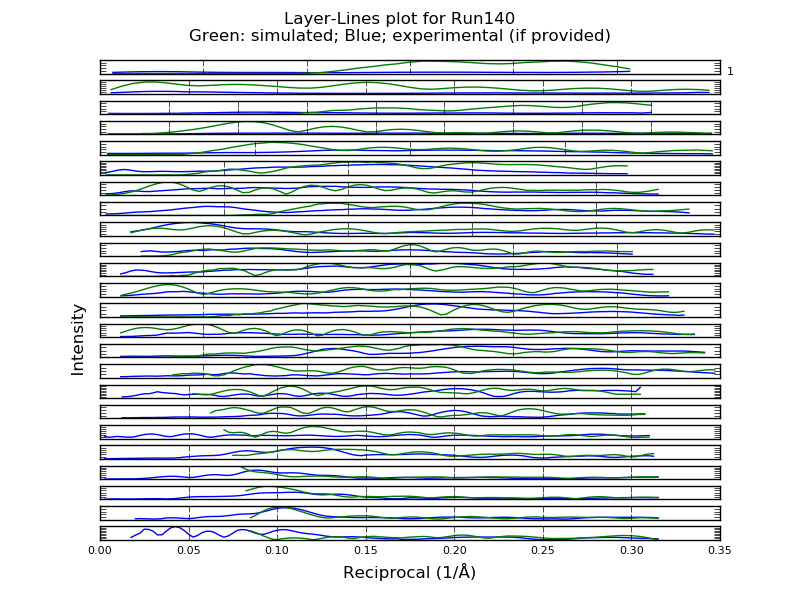 Layer-Lines plot for Run140
Green: simulated; Blue; experimental (if provided)
1
Intensity
0.00 0.05 0.10 0.15 0.20 0.25 0.30 0.35
Reciprocal (1/Å)